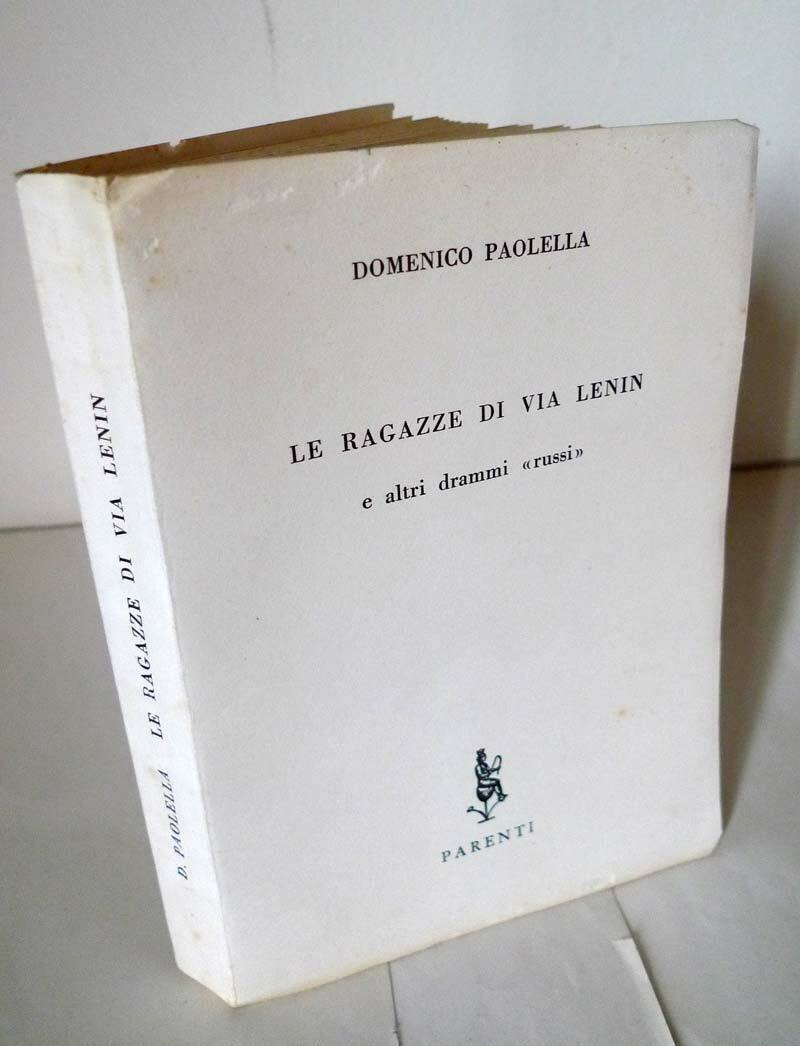 DOMENICO PAOLELLA
LE RAGAZZE DI VIA LENIN
e altri drammi «russi»
PARENTI
D. PAOLELLA LE RAGAZZE DI VIA LENIN